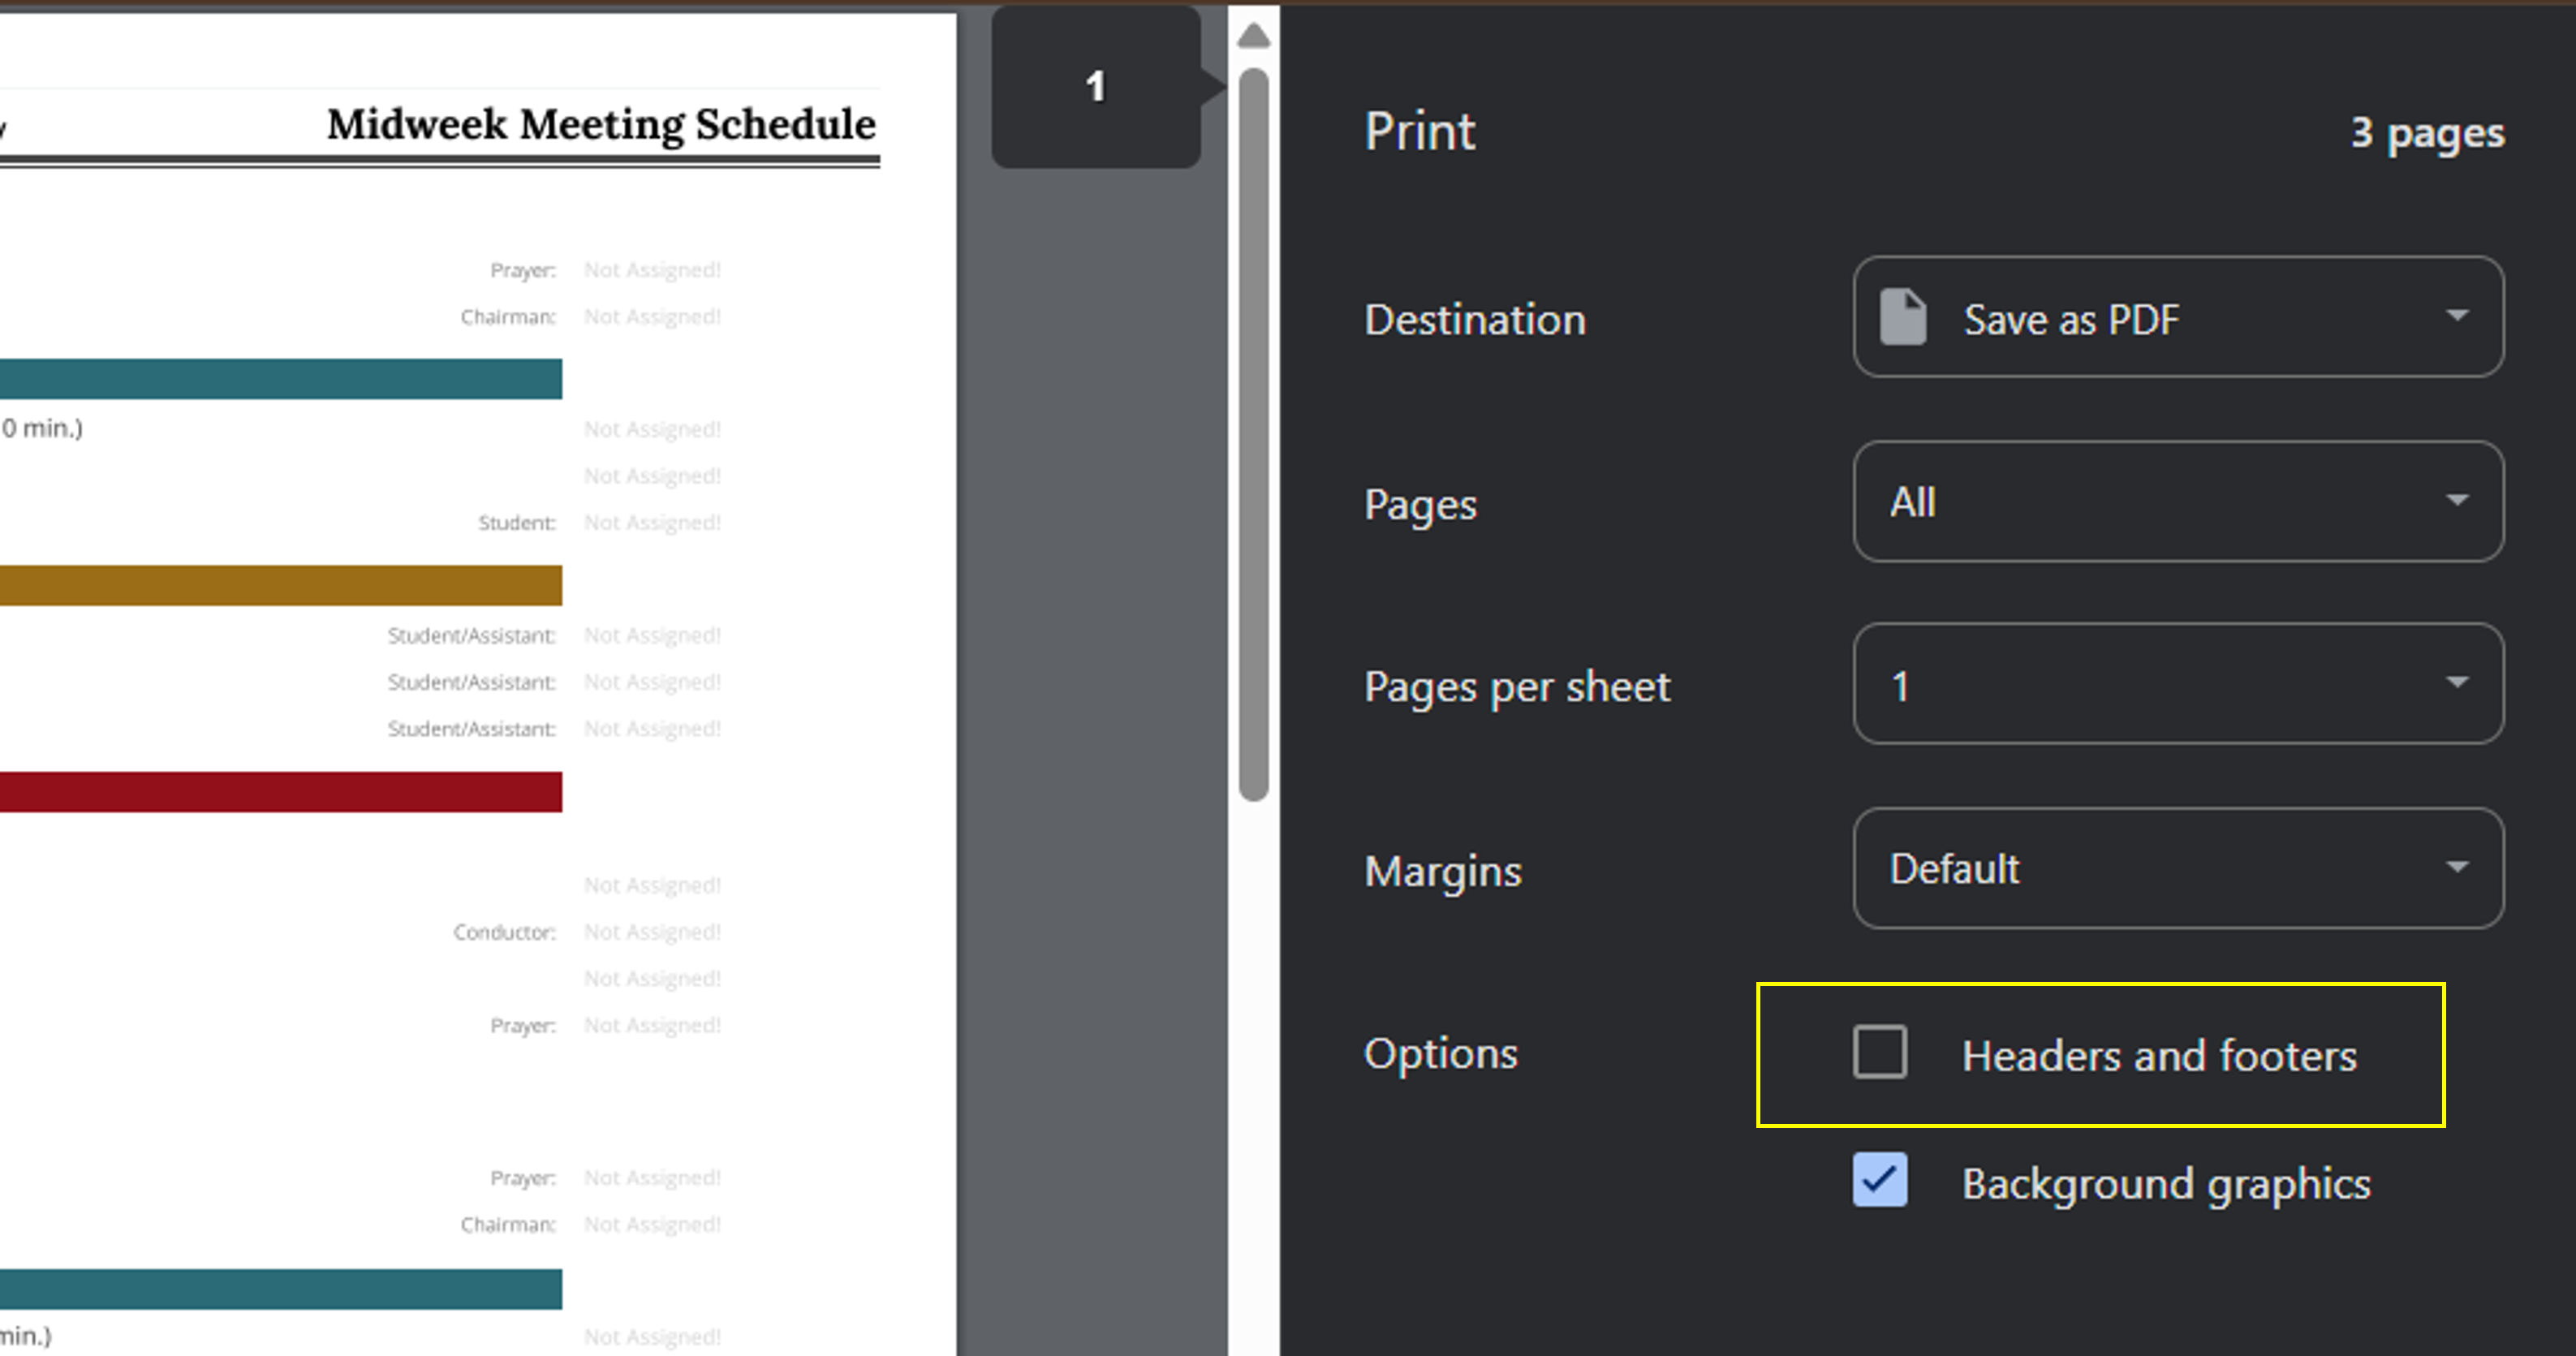 Midweek Meeting Schedule
Prayer: Not Assigned!
Chairman: Not Assigned!
0 min.) Not Assigned!
Not Assigned!
Student: Not Assigned!
Student/Assistant: Not Assigned!
Student/Assistant: Not Assigned!
Student/Assistant: Not Assigned!
Not Assigned!
Conductor: Not Assigned!
Not Assigned!
Prayer: Not Assigned!
Prayer: Not Assigned!
Chairman: Not Assigned!
min.) Not Assigned!
1
Print 3 pages
Destination Save as PDF
Pages All
Pages per sheet 1
Margins Default
Options Headers and footers
Background graphics